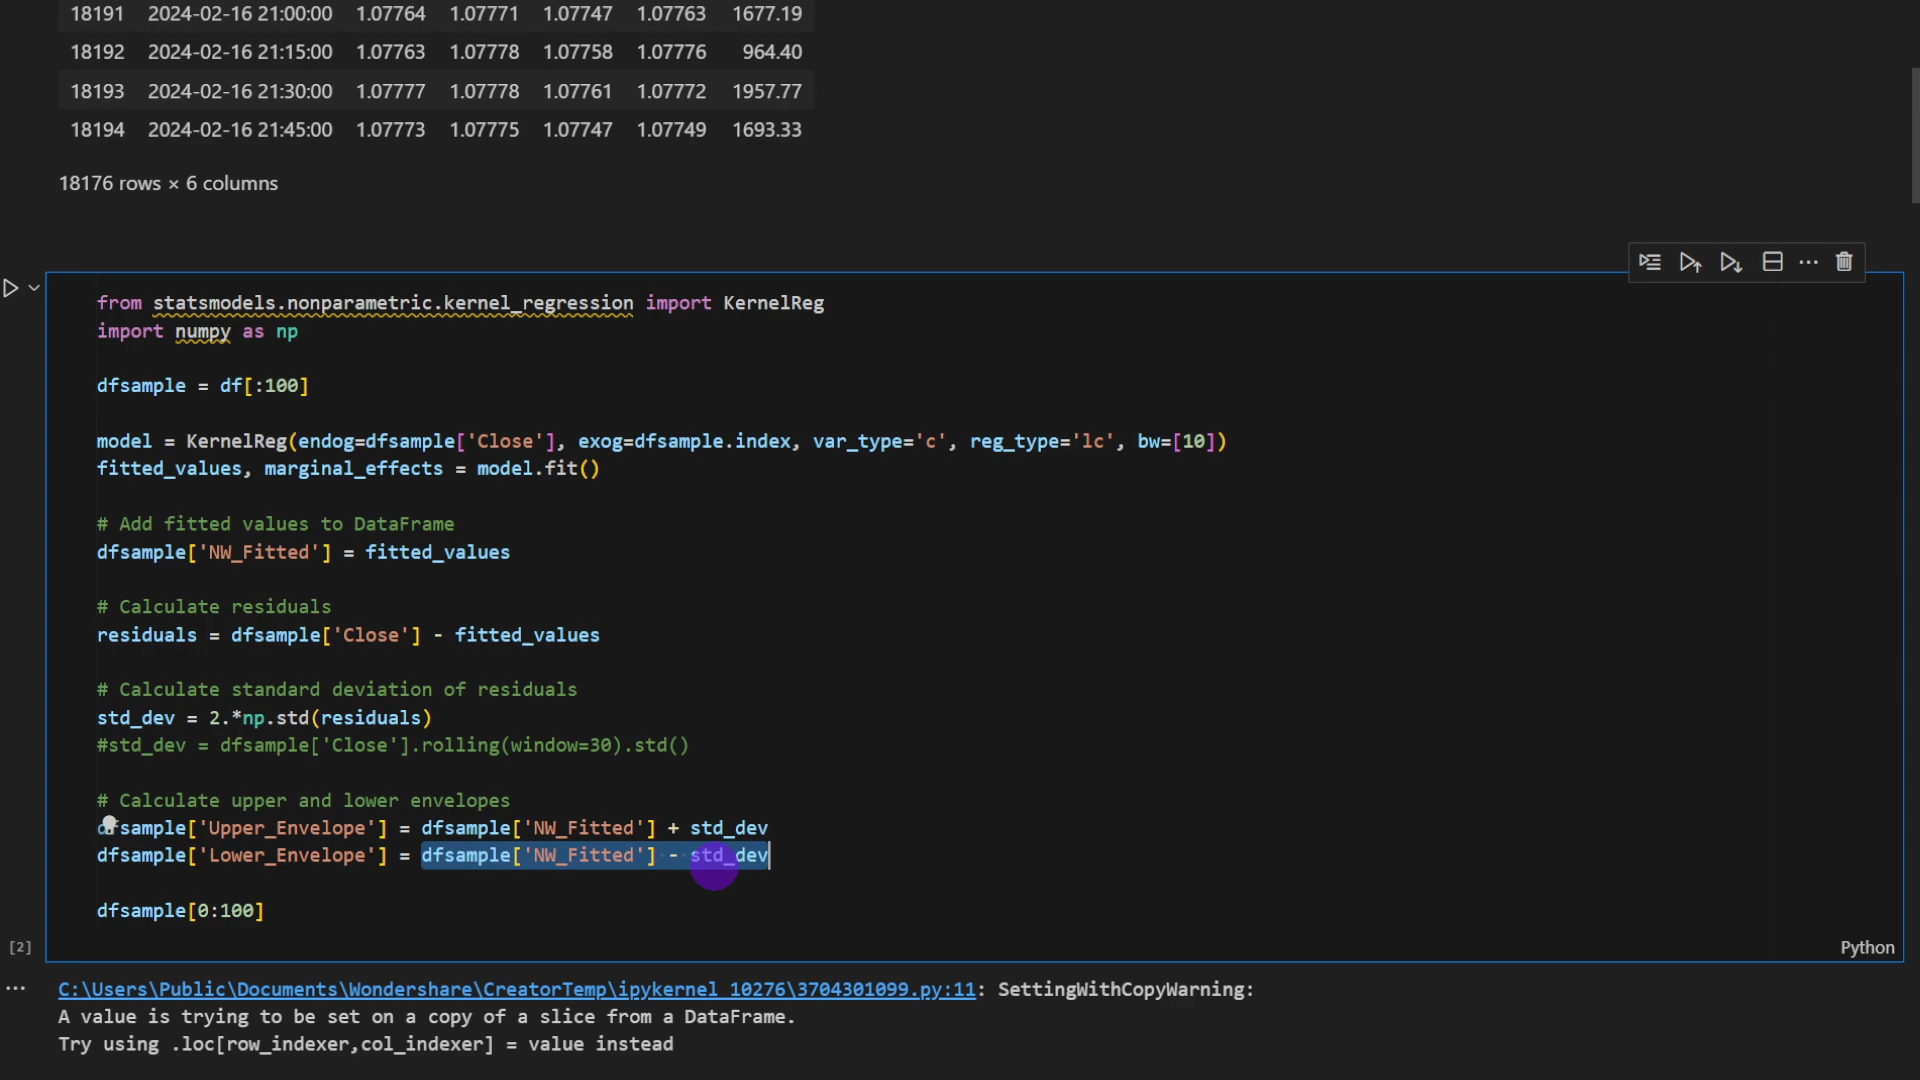 18191 2024-02-16 21:00:00 1.07764 1.07771 1.07747 1.07763 1677.19
18192 2024-02-16 21:15:00 1.07763 1.07778 1.07758 1.07776 964.40
18193 2024-02-16 21:30:00 1.07777 1.07778 1.07761 1.07772 1957.77
18194 2024-02-16 21:45:00 1.07773 1.07775 1.07747 1.07749 1693.33
18176 rows × 6 columns
from statsmodels.nonparametric.kernel_regression import KernelReg
import numpy as np
dfsample = df[:100]
model = KernelReg(endog=dfsample['Close'], exog=dfsample.index, var_type='c', reg_type='lc', bw=[10])
fitted_values, marginal_effects = model.fit()
# Add fitted values to DataFrame
dfsample['NW_Fitted'] = fitted_values
# Calculate residuals
residuals = dfsample['Close'] - fitted_values
# Calculate standard deviation of residuals
std_dev = 2.*np.std(residuals)
#std_dev = dfsample['Close'].rolling(window=30).std()
# Calculate upper and lower envelopes
dfsample['Upper_Envelope'] = dfsample['NW_Fitted'] + std_dev
dfsample['Lower_Envelope'] = dfsample['NW_Fitted'] - std_dev
dfsample[0:100]
[2] Python
C:\Users\Public\Documents\Wondershare\CreatorTemp\ipykernel_10276\3704301099.py:11: SettingWithCopyWarning:
A value is trying to be set on a copy of a slice from a DataFrame.
Try using .loc[row_indexer,col_indexer] = value instead